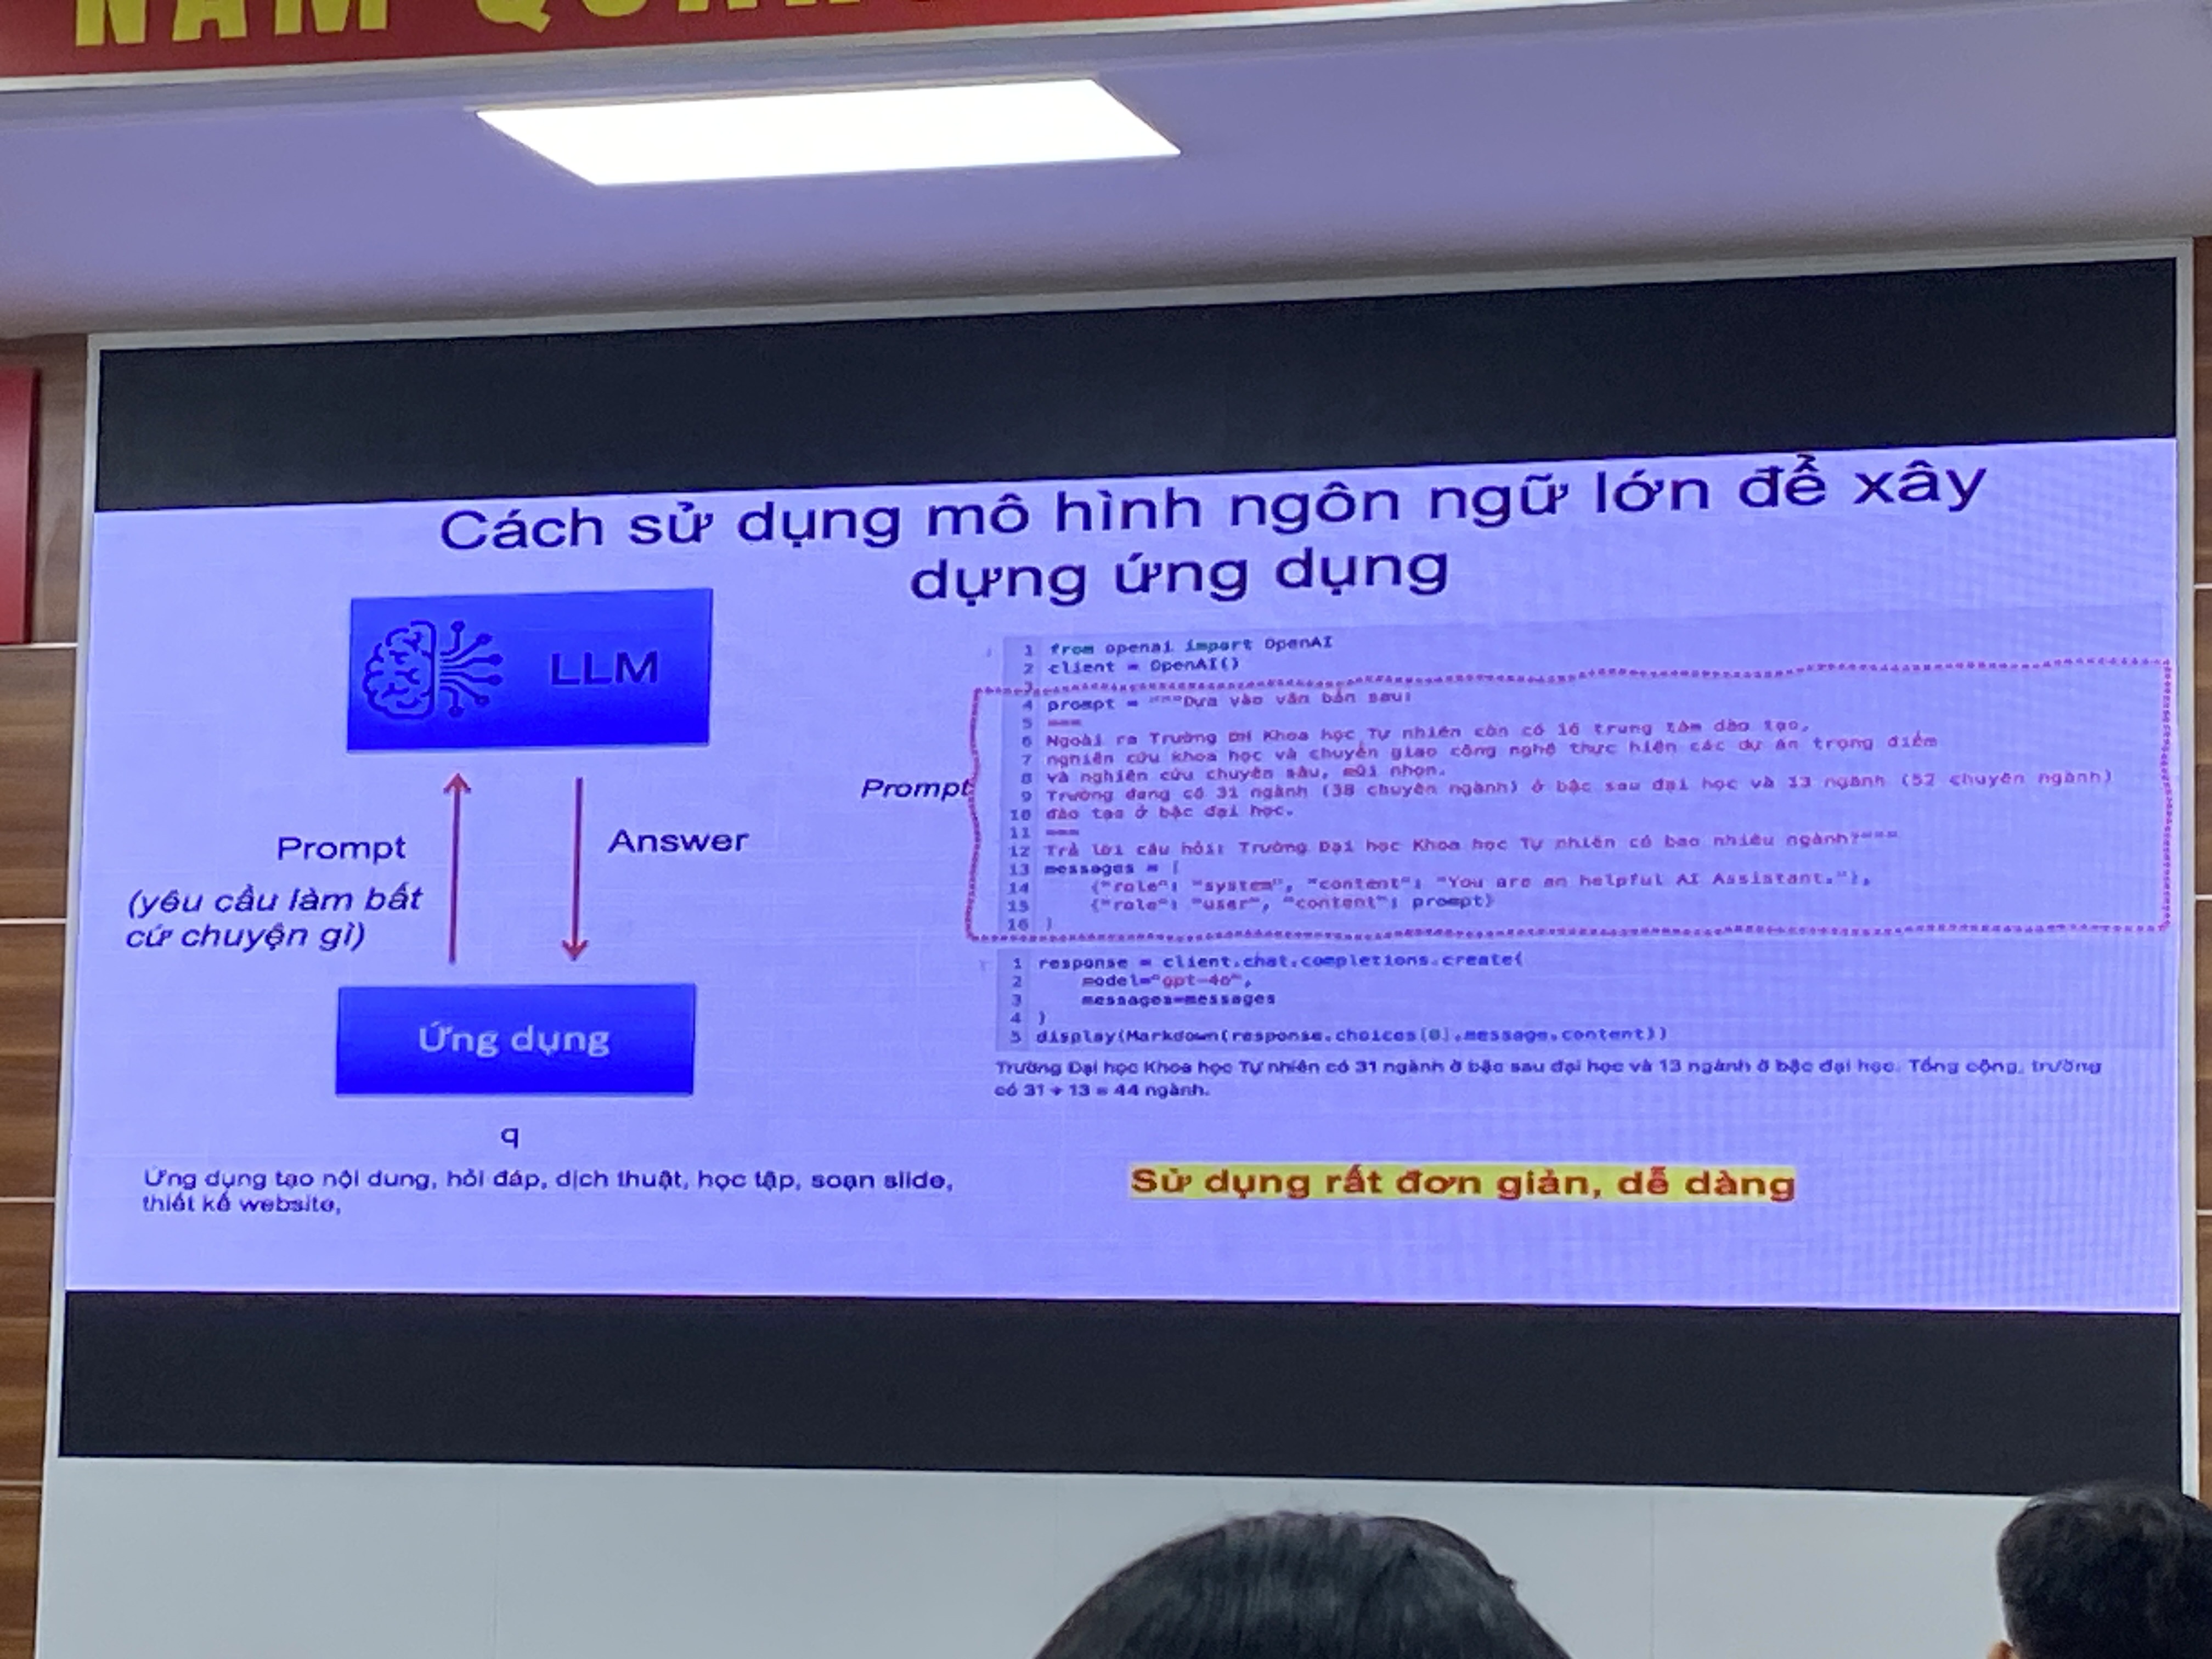 NĂM QUANG
Cách sử dụng mô hình ngôn ngữ lớn để xây
dựng ứng dụng
LLM
Prompt
(yêu cầu làm bất
cứ chuyện gì)
Answer
Ứng dụng
q
Ứng dụng tạo nội dung, hỏi đáp, dịch thuật, học tập, soạn slide,
thiết kế website,
Prompt
1 from openai import OpenAI
2 client = OpenAI()
3
4 prompt = """Dựa vào văn bản sau:
5 ===
6 Ngoài ra Trường ĐH Khoa học Tự nhiên còn có 16 trung tâm đào tạo,
7 nghiên cứu khoa học và chuyển giao công nghệ thực hiện các dự án trọng điểm
8 và nghiên cứu chuyên sâu, mũi nhọn.
9 Trường đang có 31 ngành (38 chuyên ngành) ở bậc sau đại học và 13 ngành (52 chuyên ngành)
10 đào tạo ở bậc đại học.
11 ===
12 Trả lời câu hỏi: Trường Đại học Khoa học Tự nhiên có bao nhiêu ngành?"""
13 messages = [
14 {"role": "system", "content": "You are an helpful AI Assistant."},
15 {"role": "user", "content": prompt}
16 ]
1 response = client.chat.completions.create(
2 model="gpt-4o",
3 messages=messages
4 )
5 display(Markdown(response.choices[0].message.content))
Trường Đại học Khoa học Tự nhiên có 31 ngành ở bậc sau đại học và 13 ngành ở bậc đại học. Tổng cộng, trường
có 31 + 13 = 44 ngành.
Sử dụng rất đơn giản, dễ dàng